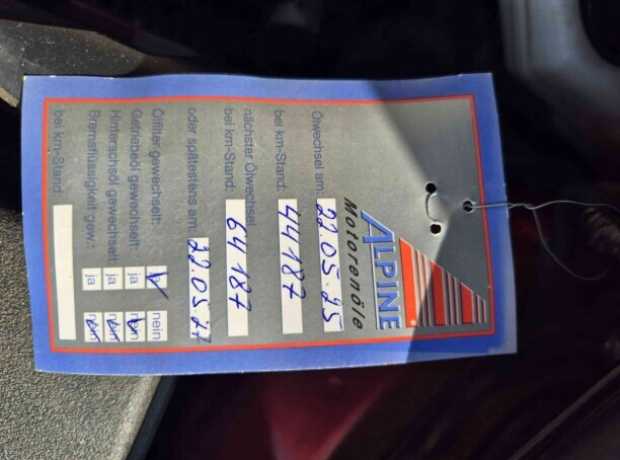 ALPINE
Motorenöle
Ölwechsel am: 22.05.25
bei km-Stand: 44187
nächster Ölwechsel
bei km-Stand: 64187
oder spätestens am: 22.05.27
Ölfilter gewechselt: ja nein
Getriebeöl gewechselt: ja nein
Hinterachsöl gewechselt: ja nein
Bremsflüssigkeit gew.: ja nein
bei km-Stand: